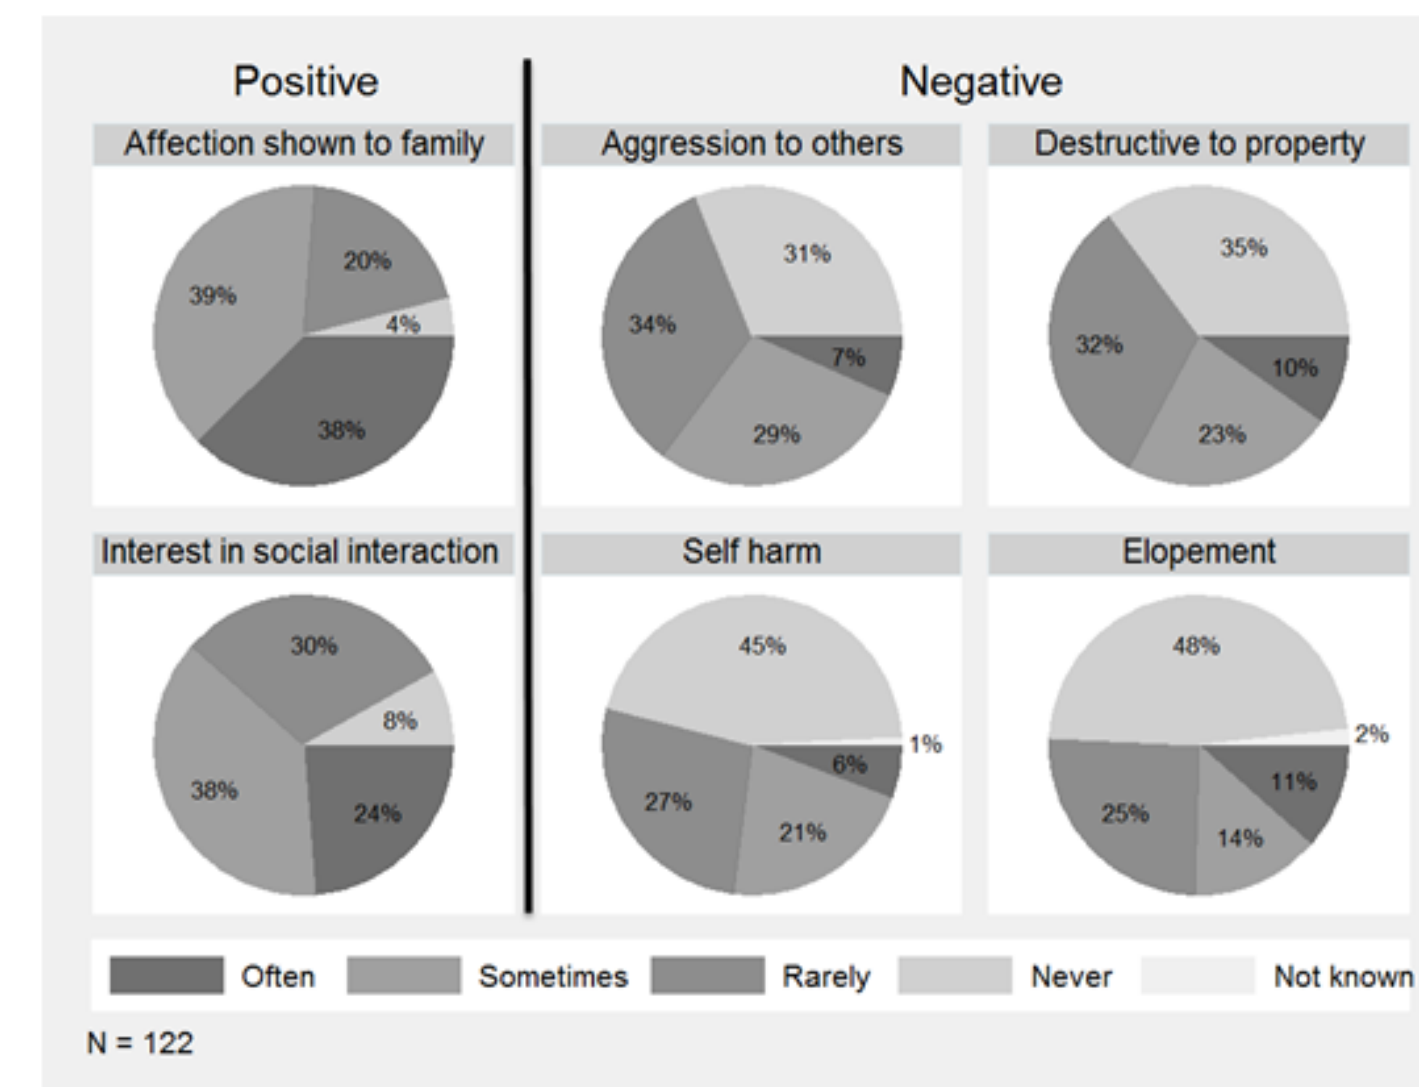 Positive
Negative
Affection shown to family
Aggression to others
Destructive to property
20%
39%
4%
38%
31%
34%
7%
29%
35%
32%
10%
23%
Interest in social interaction
Self harm
Elopement
30%
8%
38%
24%
45%
1%
6%
27%
21%
48%
2%
11%
25%
14%
Often Sometimes Rarely Never Not known
N = 122